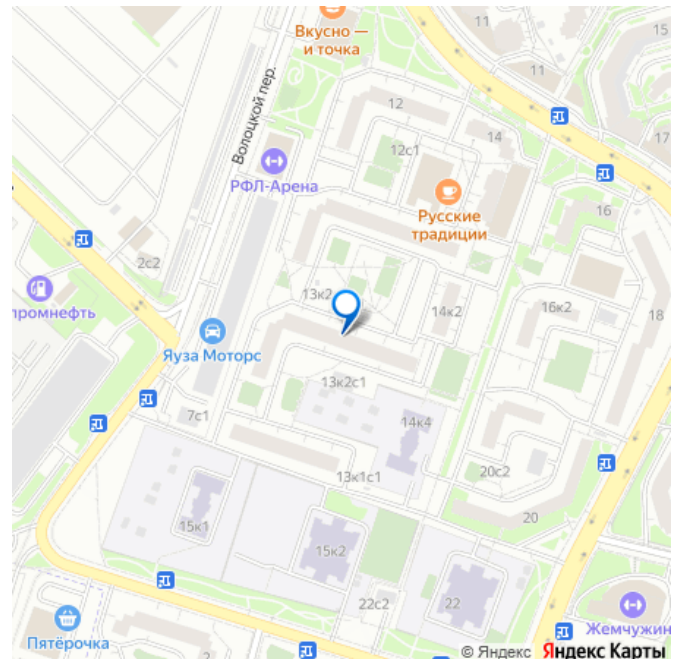 Вкусно —
и точка
11
15
11
12
Волоцкой пер.
14
17
12с1
РФЛ-Арена
Русские
традиции
16
2с2
13к2
промнефть
14к2
16к2
18
Яуза Моторс
13к2с1
7с1
14к4
13к1с1
20с2
20
15к1
15к2
22с2
22
Жемчужин
Пятёрочка
© Яндекс Яндекс Карты